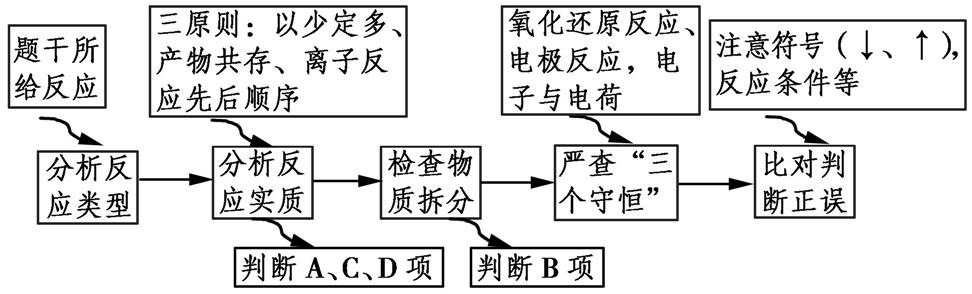 题干所
给反应
三原则：以少定多、
产物共存、离子反
应先后顺序
氧化还原反应、
电极反应，电
子与电荷
注意符号（↓、↑），
反应条件等
分析反
应类型
分析反
应实质
检查物
质拆分
严查“三
个守恒”
比对判
断正误
判断A、C、D项
判断B项